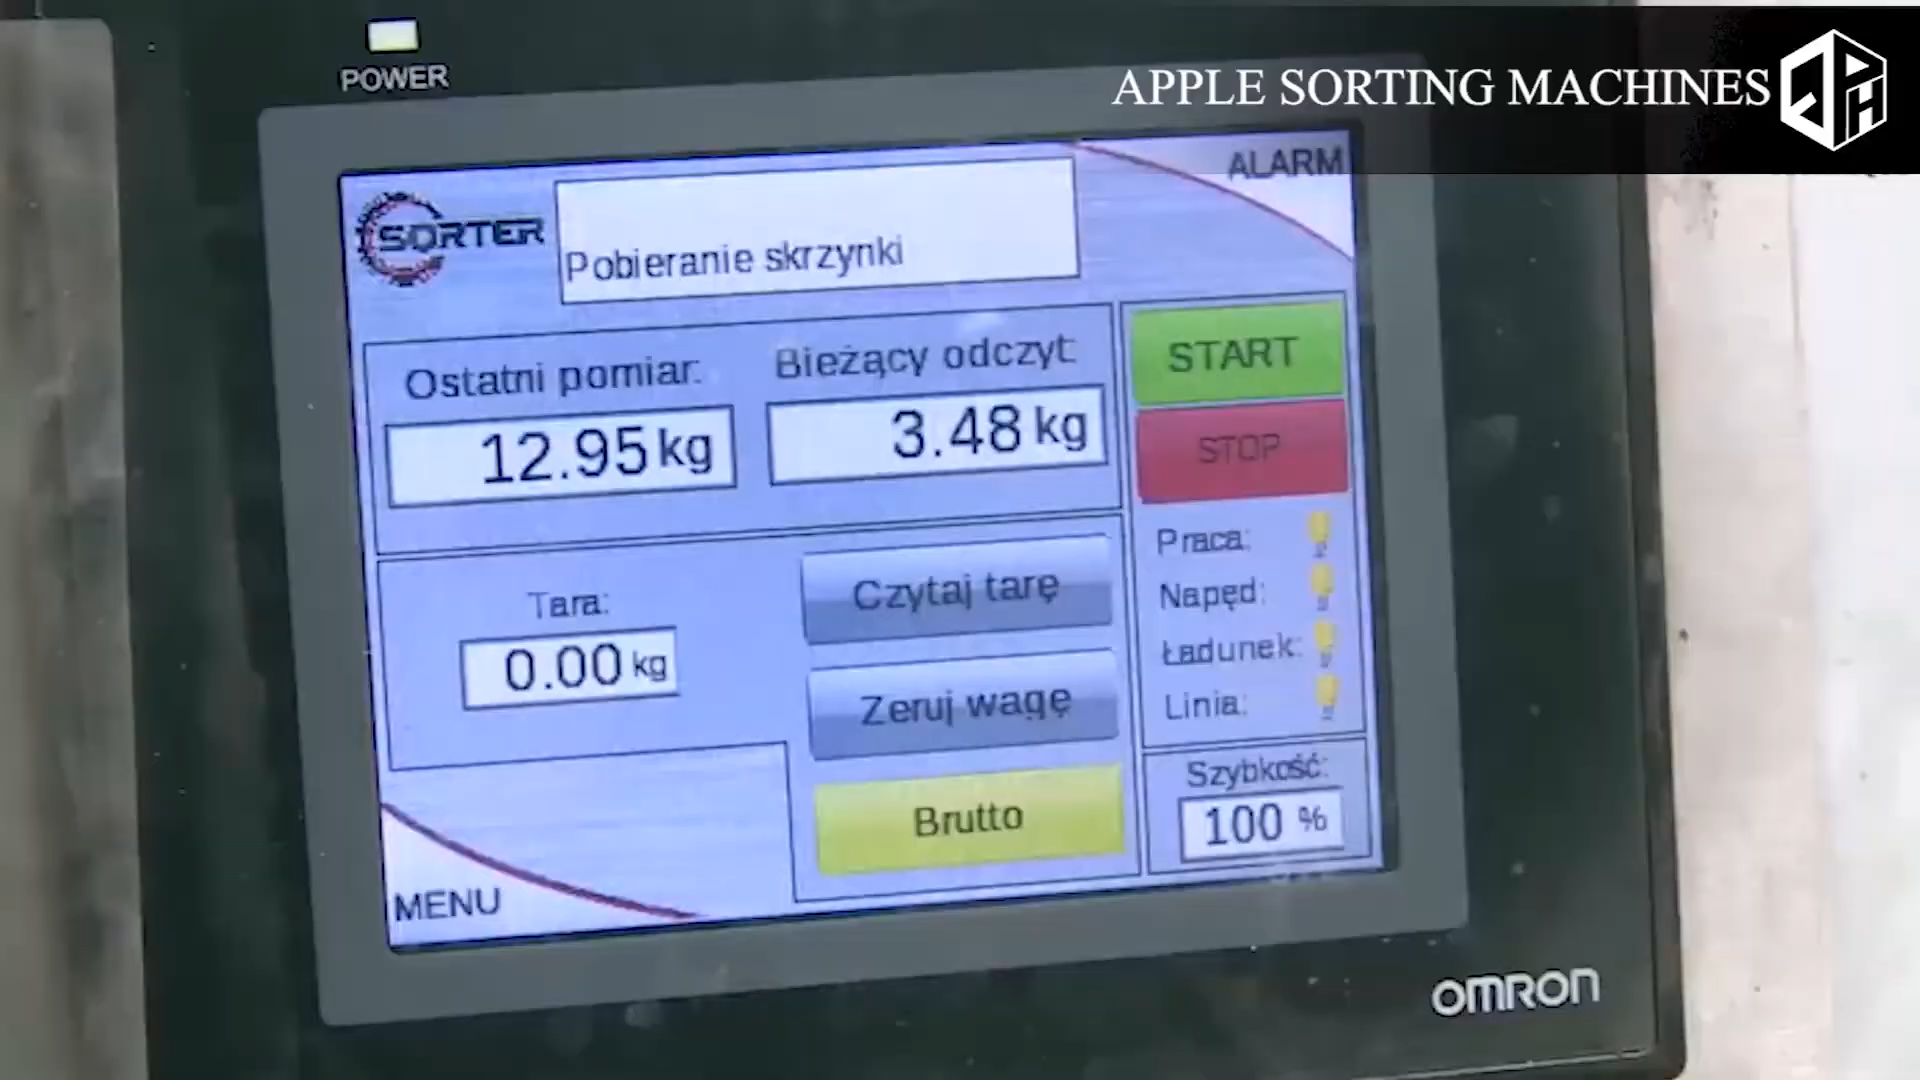 POWER
APPLE SORTING MACHINES
ALARM
SORTER
Pobieranie skrzynki
Ostatni pomiar:
Bieżący odczyt:
12.95 kg
3.48 kg
START
STOP
Praca:
Napęd:
Ładunek:
Linia:
Tara:
0.00 kg
Czytaj tarę
Zeruj wagę
Brutto
Szybkość:
100 %
MENU
OMRON